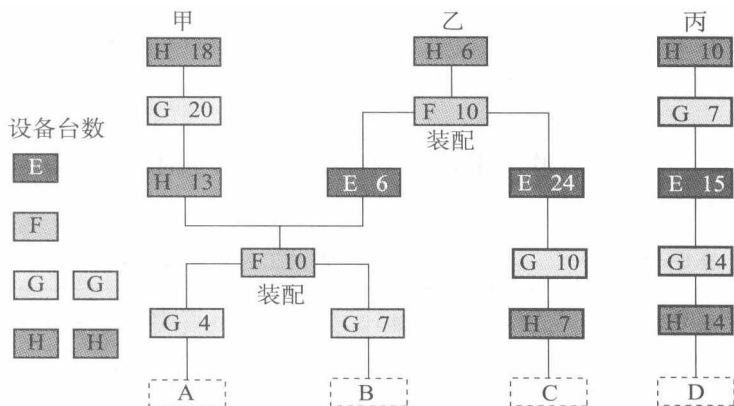 甲 乙 丙
H 18 H 6 H 10
G 20 F 10 G 7
设备台数 装配
E H 13 E 6 E 24 E 15
F
F 10 G 10 G 14
G G 装配
G 4 G 7 H 7 H 14
H H
A B C D